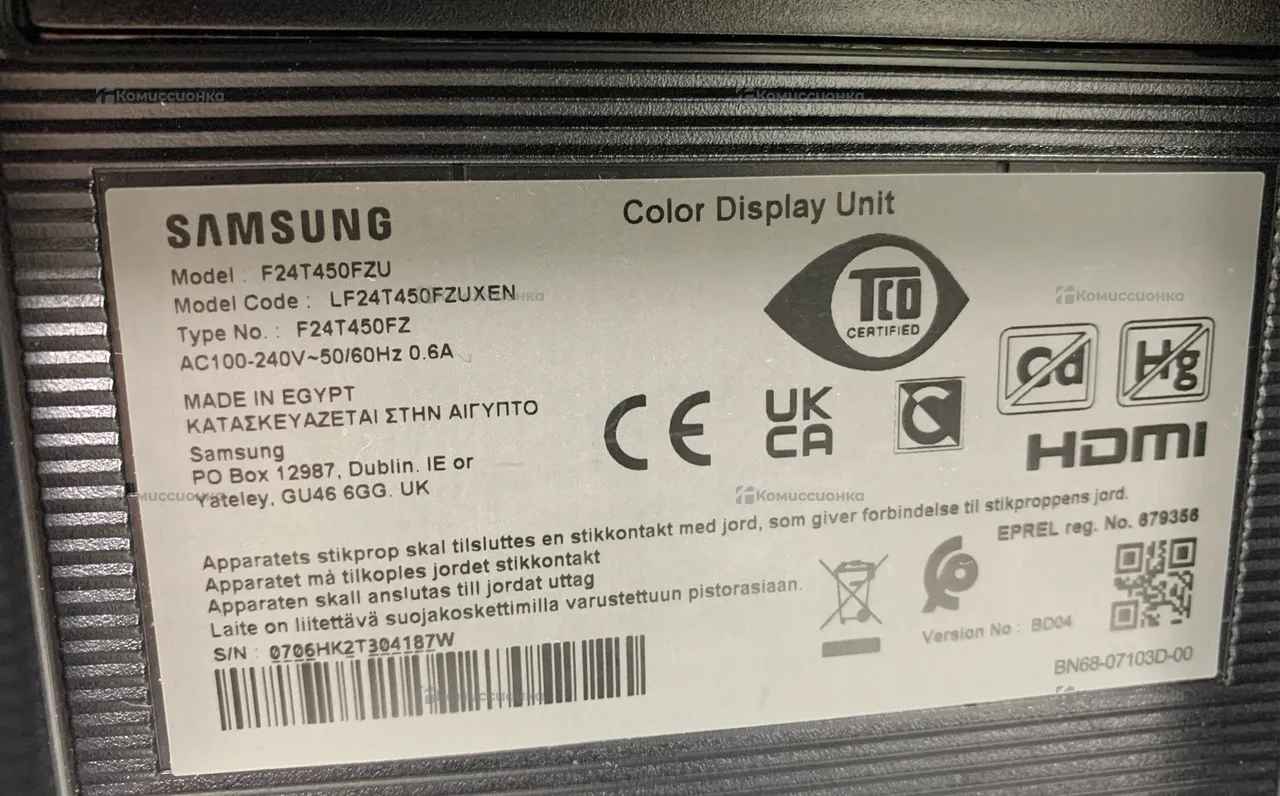 SAMSUNG
Color Display Unit
Model : F24T450FZU
Model Code : LF24T450FZUXEN
Type No. : F24T450FZ
AC100-240V~50/60Hz 0.6A
MADE IN EGYPT
ΚΑΤΑΣΚΕΥΑΖΕΤΑΙ ΣΤΗΝ ΑΙΓΥΠΤΟ
Samsung
PO Box 12987, Dublin. IE or
Yateley, GU46 6GG. UK
TCO
CERTIFIED
CE
UK
CA
Cd
Hg
HDMI
Apparatets stikprop skal tilsluttes en stikkontakt med jord, som giver forbindelse til stikproppens jord.
Apparatet må tilkoples jordet stikkontakt
Apparaten skall anslutas till jordat uttag
Laite on liitettävä suojakoskettimilla varustettuun pistorasiaan.
S/N : 0706HK2T304187W
EPREL reg. No. 679356
Version No : BD04
BN68-07103D-00
Комиссионка
Комиссионка
Комиссионка
Комиссионка